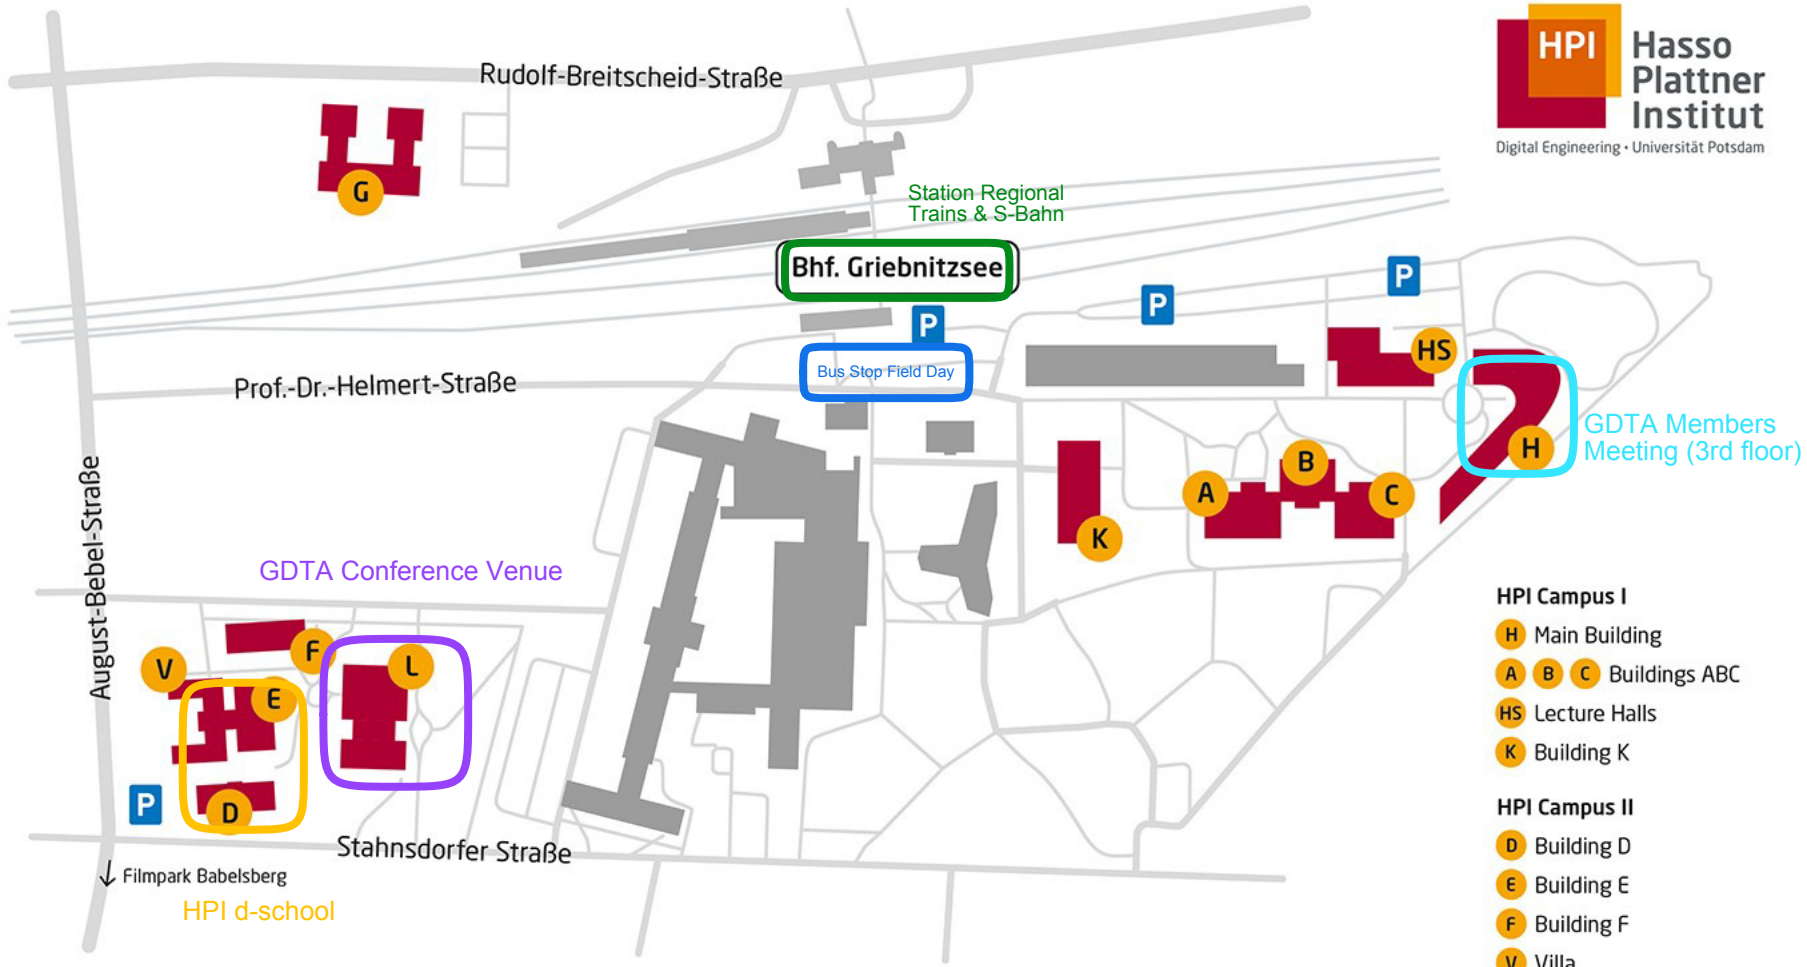 HPI
Hasso
Plattner
Institut
Digital Engineering • Universität Potsdam
Rudolf-Breitscheid-Straße
G
Station Regional
Trains & S-Bahn
Bhf. Griebnitzsee
P
P
P
HS
Bus Stop Field Day
Prof.-Dr.-Helmert-Straße
GDTA Members
Meeting (3rd floor)
H
A
B
C
K
August-Bebel-Straße
GDTA Conference Venue
F
L
V
E
P
D
Stahnsdorfer Straße
↓ Filmpark Babelsberg
HPI d-school
HPI Campus I
H Main Building
A B C Buildings ABC
HS Lecture Halls
K Building K
HPI Campus II
D Building D
E Building E
F Building F
V Villa